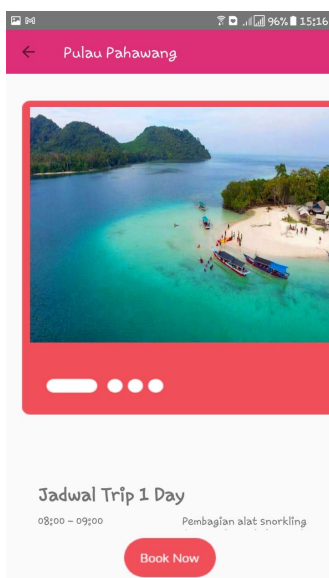 96% 15:16
Pulau Pahawang
Jadwal Trip 1 Day
08:00 - 09:00 Pembagian alat snorkling
Book Now